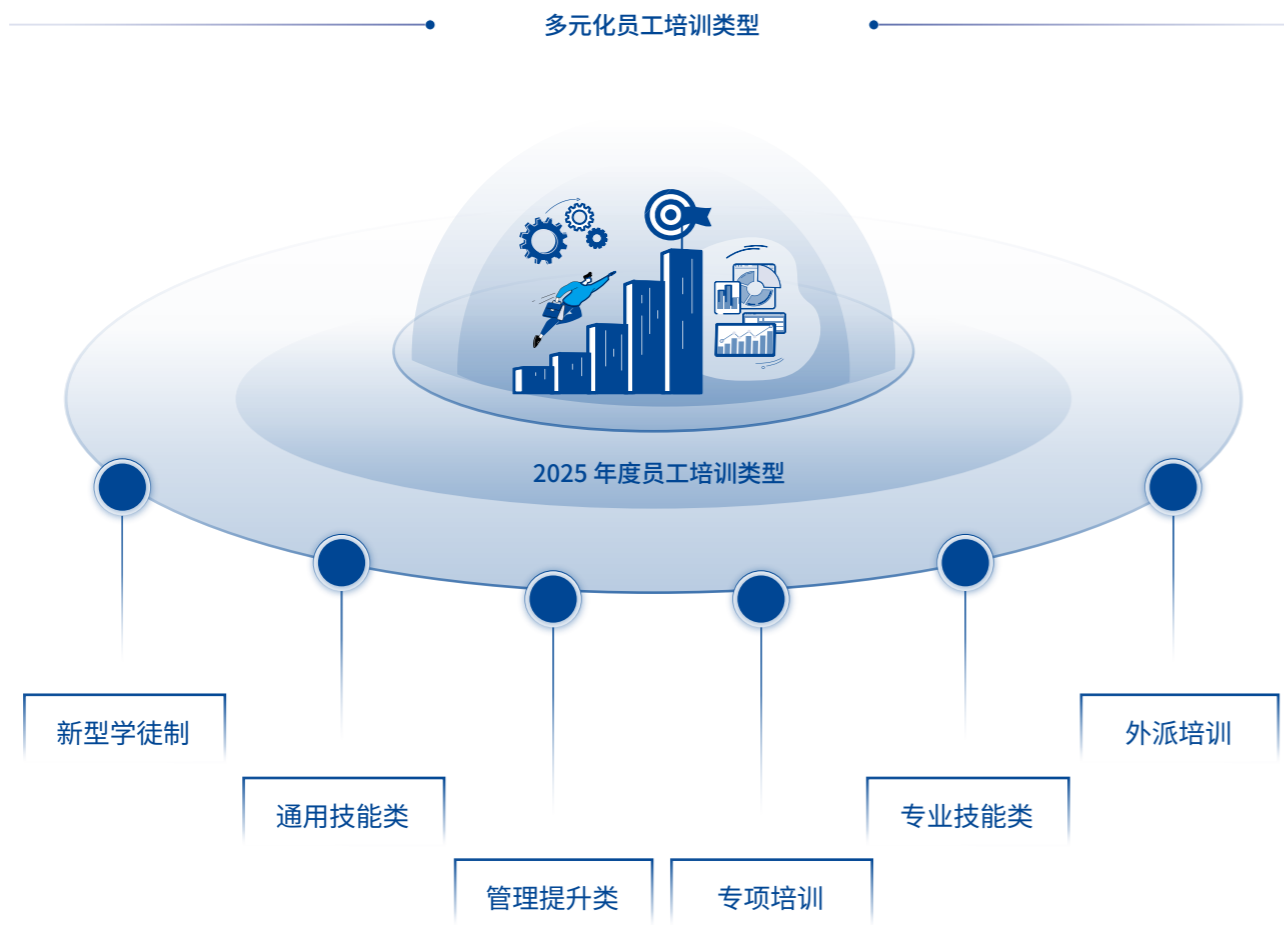 多元化员工培训类型
2025 年度员工培训类型
新型学徒制
通用技能类
管理提升类
专项培训
专业技能类
外派培训